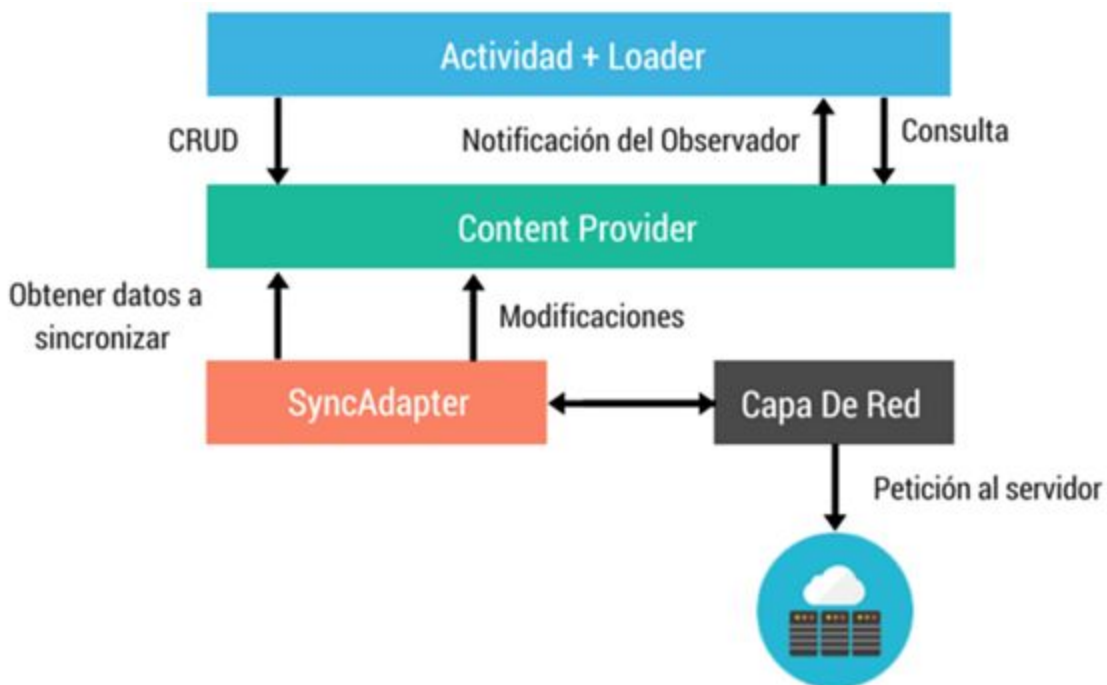 Actividad + Loader
CRUD
Notificación del Observador
Consulta
Content Provider
Obtener datos a
sincronizar
Modificaciones
SyncAdapter
Capa De Red
Petición al servidor